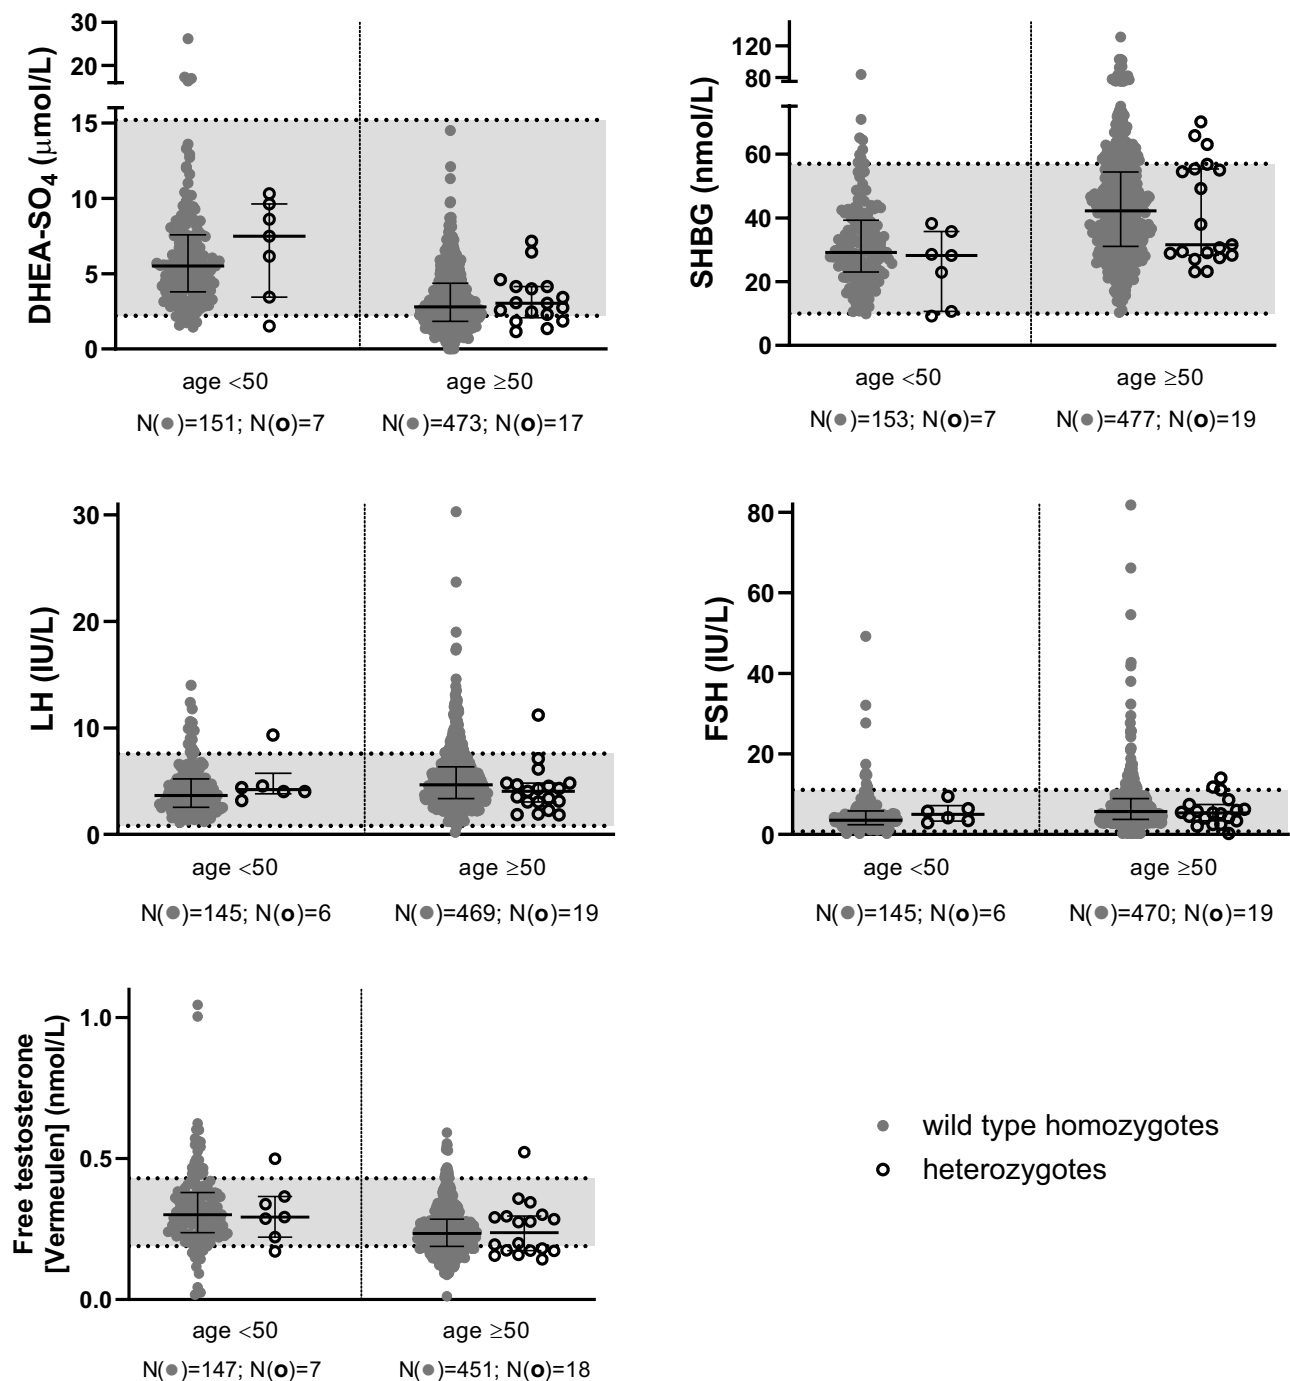 DHEA-SO4 (μmol/L)
30
20
15
10
5
0
age <50
age ≥50
N(●)=151; N(o)=7
N(●)=473; N(o)=17
SHBG (nmol/L)
120
80
60
40
20
0
age <50
age ≥50
N(●)=153; N(o)=7
N(●)=477; N(o)=19
LH (IU/L)
30
20
10
0
age <50
age ≥50
N(●)=145; N(o)=6
N(●)=469; N(o)=19
FSH (IU/L)
80
60
40
20
0
age <50
age ≥50
N(●)=145; N(o)=6
N(●)=470; N(o)=19
Free testosterone
[Vermeulen] (nmol/L)
1.0
0.5
0.0
age <50
age ≥50
N(●)=147; N(o)=7
N(●)=451; N(o)=18
wild type homozygotes
heterozygotes